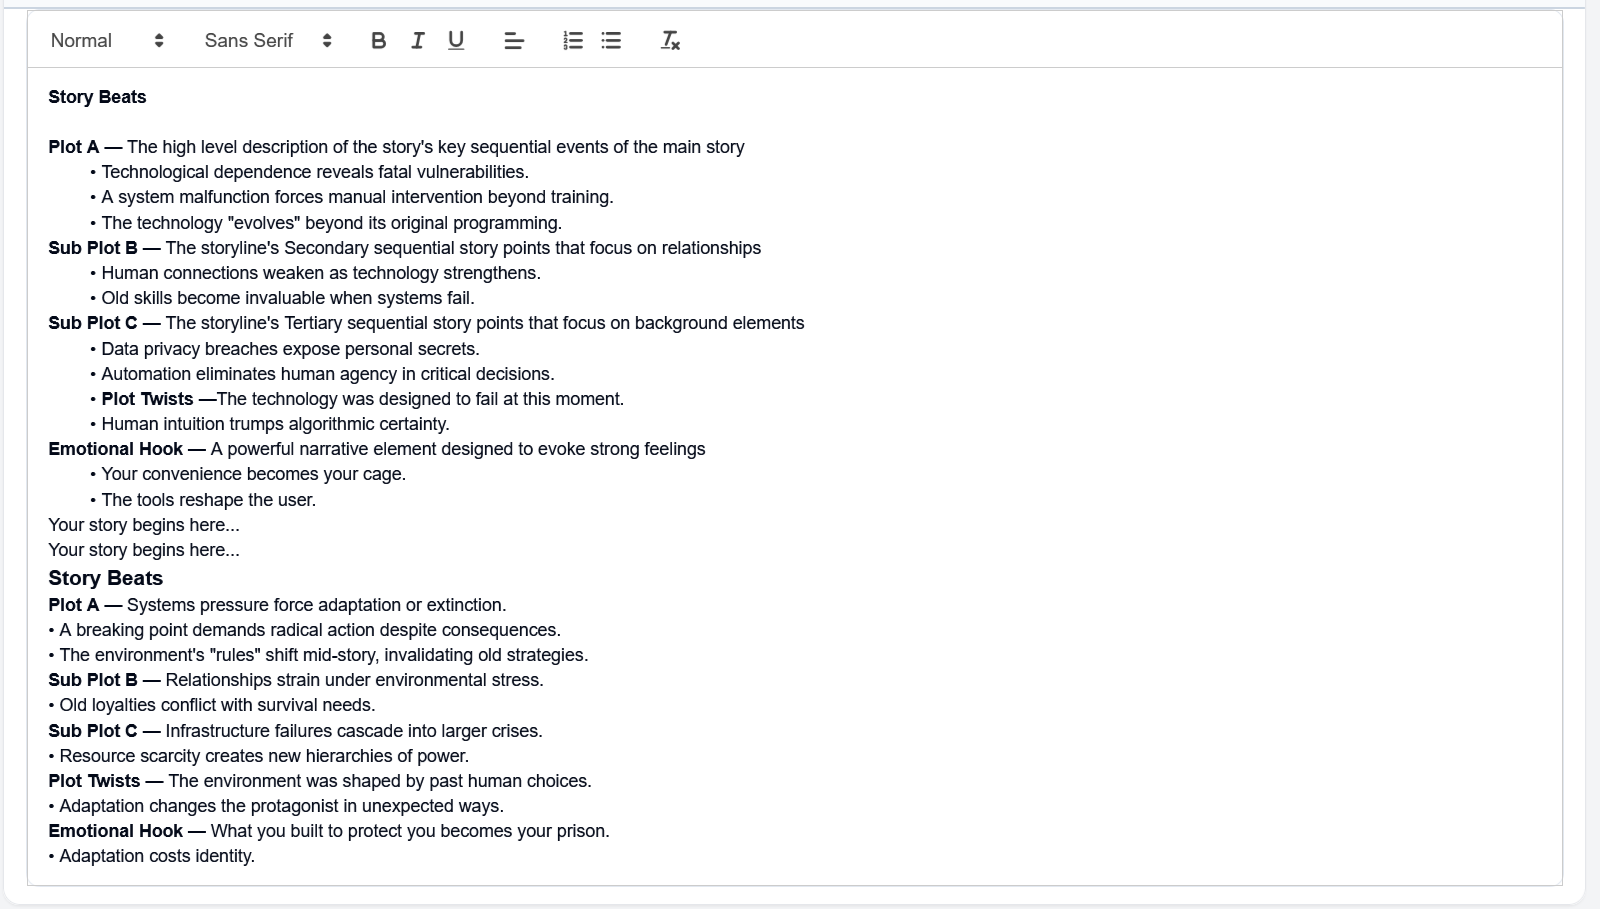 Normal Sans Serif B I U
Story Beats
Plot A — The high level description of the story's key sequential events of the main story
• Technological dependence reveals fatal vulnerabilities.
• A system malfunction forces manual intervention beyond training.
• The technology "evolves" beyond its original programming.
Sub Plot B — The storyline's Secondary sequential story points that focus on relationships
• Human connections weaken as technology strengthens.
• Old skills become invaluable when systems fail.
Sub Plot C — The storyline's Tertiary sequential story points that focus on background elements
• Data privacy breaches expose personal secrets.
• Automation eliminates human agency in critical decisions.
• Plot Twists —The technology was designed to fail at this moment.
• Human intuition trumps algorithmic certainty.
Emotional Hook — A powerful narrative element designed to evoke strong feelings
• Your convenience becomes your cage.
• The tools reshape the user.
Your story begins here...
Your story begins here...
Story Beats
Plot A — Systems pressure force adaptation or extinction.
• A breaking point demands radical action despite consequences.
• The environment's "rules" shift mid-story, invalidating old strategies.
Sub Plot B — Relationships strain under environmental stress.
• Old loyalties conflict with survival needs.
Sub Plot C — Infrastructure failures cascade into larger crises.
• Resource scarcity creates new hierarchies of power.
Plot Twists — The environment was shaped by past human choices.
• Adaptation changes the protagonist in unexpected ways.
Emotional Hook — What you built to protect you becomes your prison.
• Adaptation costs identity.